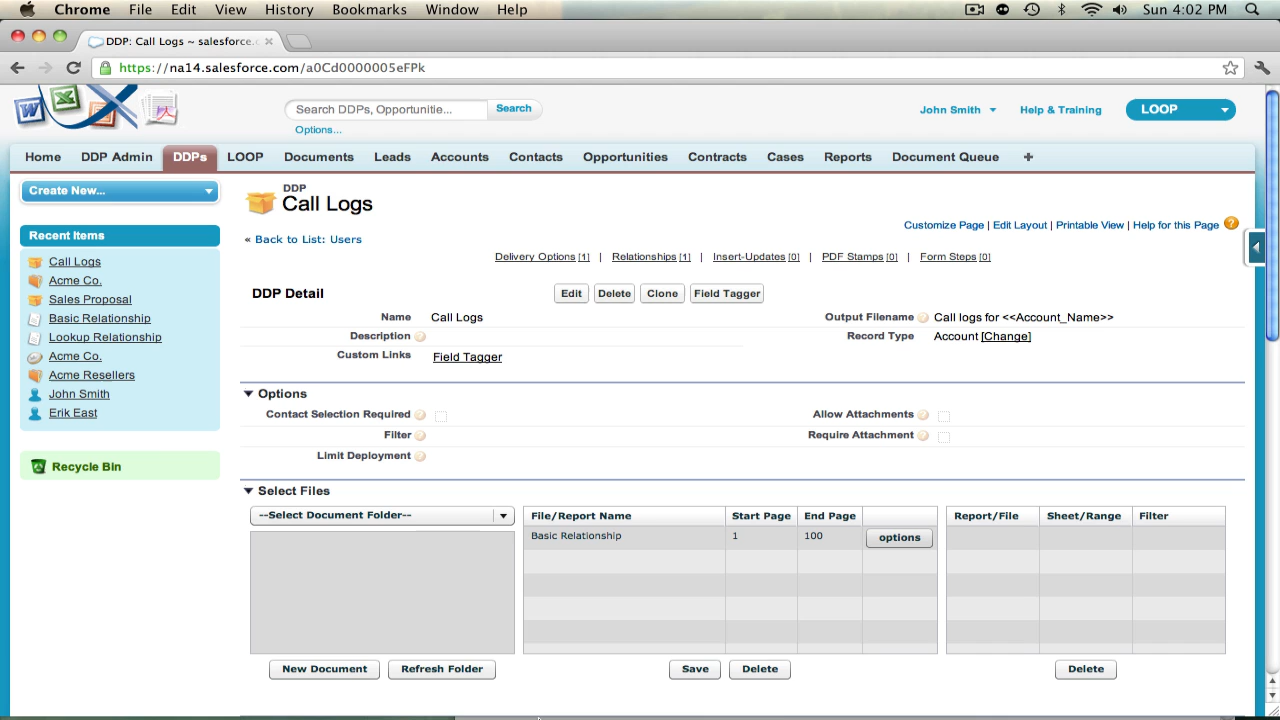 Chrome File Edit View History Bookmarks Window Help Sun 4:02 PM
DDP: Call Logs ~ salesforce.c
https://na14.salesforce.com/a0Cd0000005eFPk
Search DDPs, Opportunitie... Search
Options...
John Smith Help & Training LOOP
Home DDP Admin DDPs LOOP Documents Leads Accounts Contacts Opportunities Contracts Cases Reports Document Queue +
Create New...
Recent Items
Call Logs
Acme Co.
Sales Proposal
Basic Relationship
Lookup Relationship
Acme Co.
Acme Resellers
John Smith
Erik East
Recycle Bin
DDP
Call Logs
Customize Page | Edit Layout | Printable View | Help for this Page ?
« Back to List: Users
Delivery Options [1] | Relationships [1] | Insert-Updates [0] | PDF Stamps [0] | Form Steps [0]
DDP Detail Edit Delete Clone Field Tagger
Name Call Logs Output Filename Call logs for <<Account_Name>>
Description Record Type Account [Change]
Custom Links Field Tagger
Options
Contact Selection Required Allow Attachments
Filter Require Attachment
Limit Deployment
Select Files
--Select Document Folder--
File/Report Name Start Page End Page
Basic Relationship 1 100 options
Report/File Sheet/Range Filter
New Document Refresh Folder Save Delete Delete